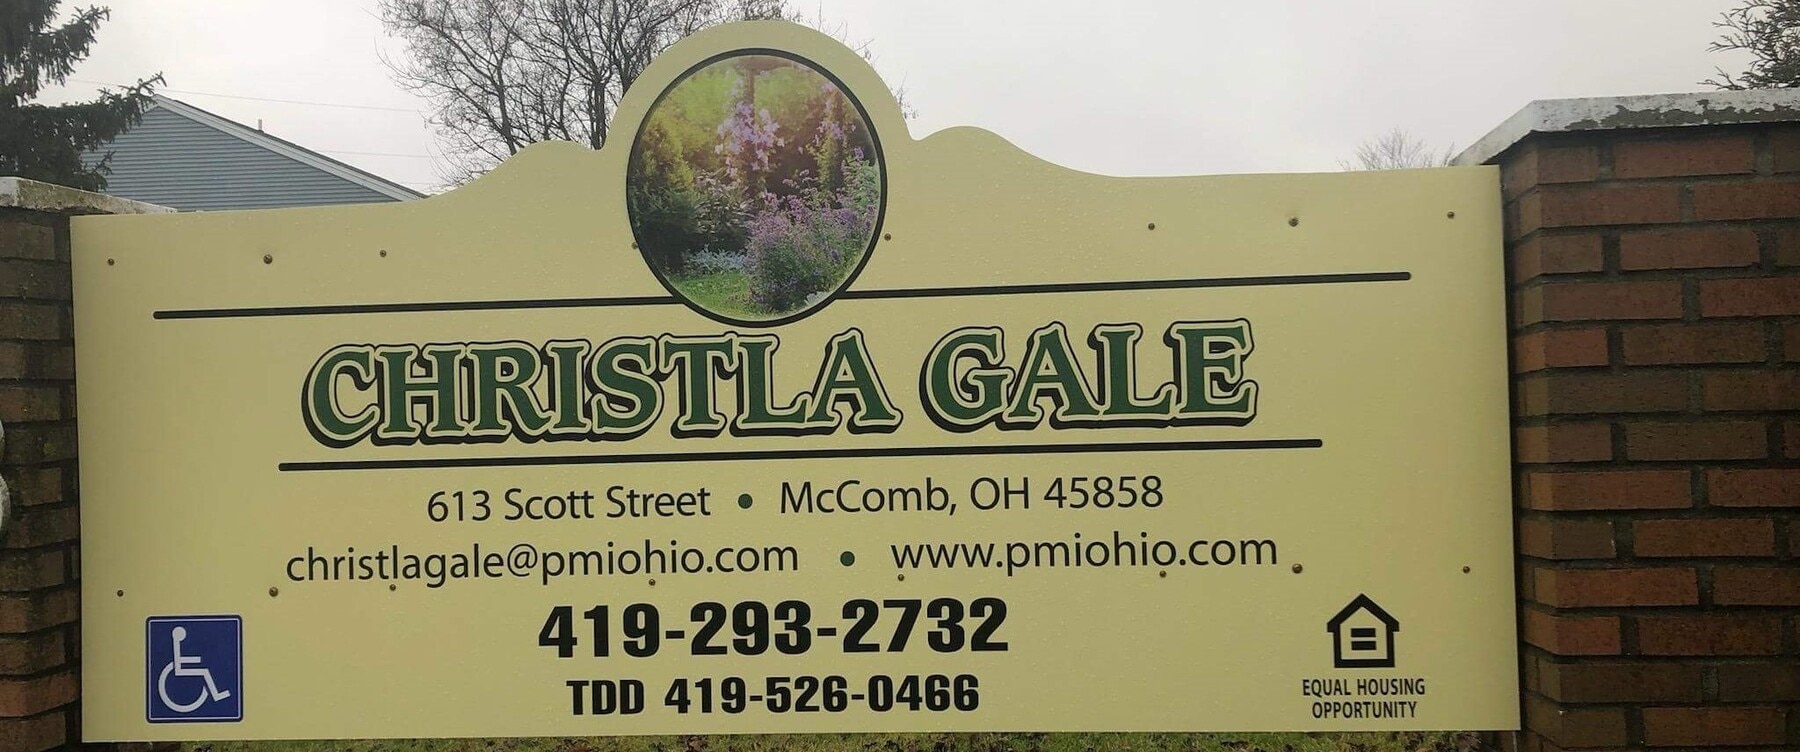 CHRISTLA GALE
613 Scott Street • McComb, OH 45858
christlagale@pmiohio.com • www.pmiohio.com
419-293-2732
TDD 419-526-0466
EQUAL HOUSING
OPPORTUNITY